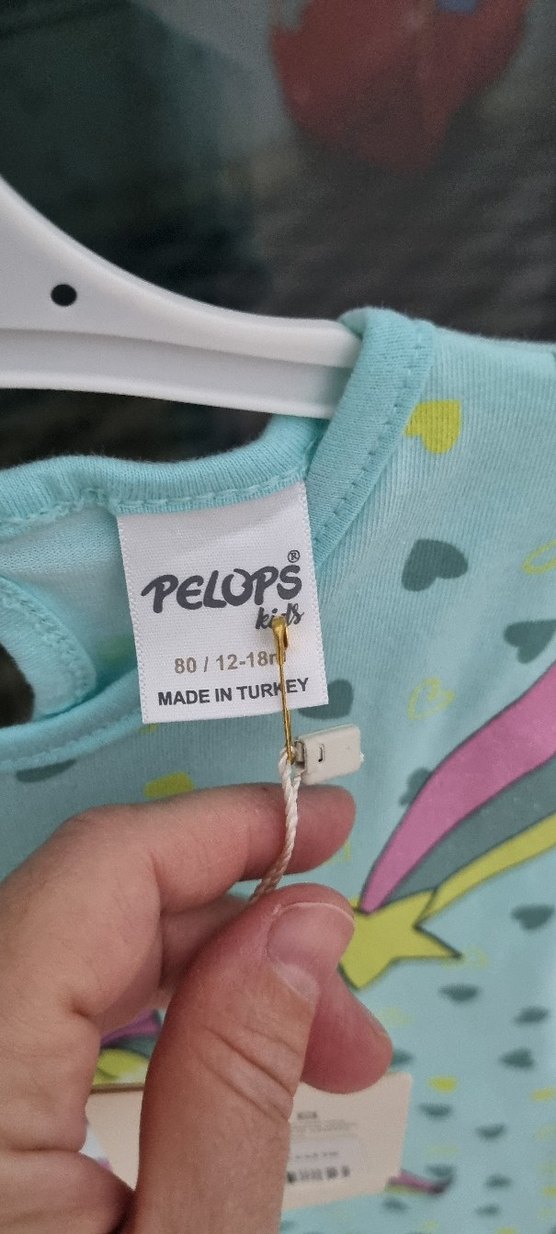 PELOPS®
kids
80 / 12-18m
MADE IN TURKEY